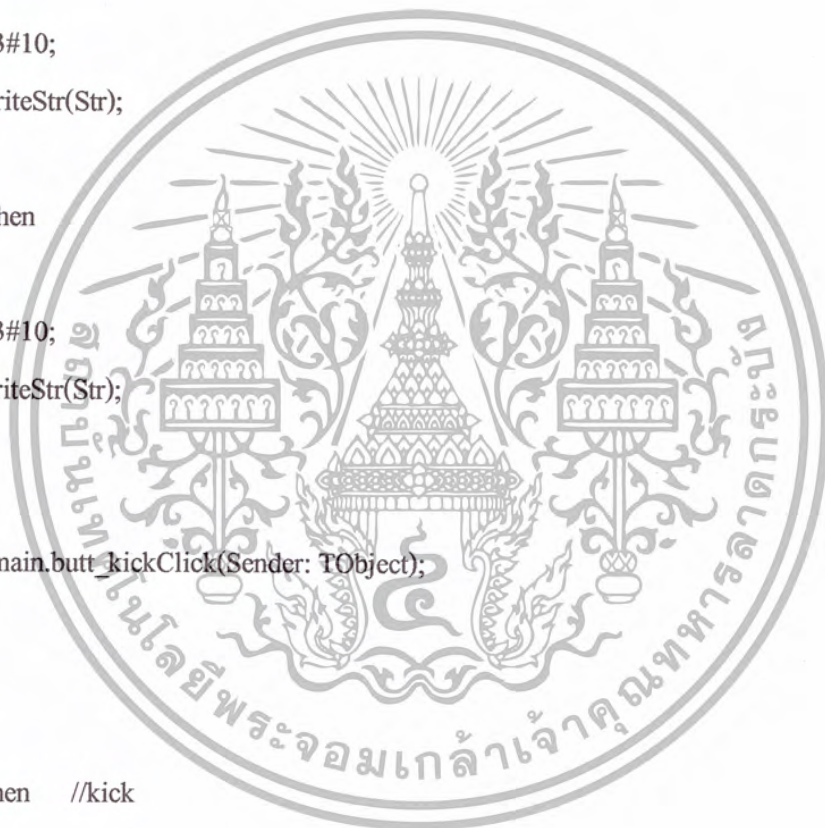 3#10;
riteStr(Str);
hen
3#10;
riteStr(Str);
main.butt_kickClick(Sender: TObject);
hen //kick
สถาบันเทคโนโลยีพระจอมเกล้าเจ้าคุณทหารลาดกระบัง
๔